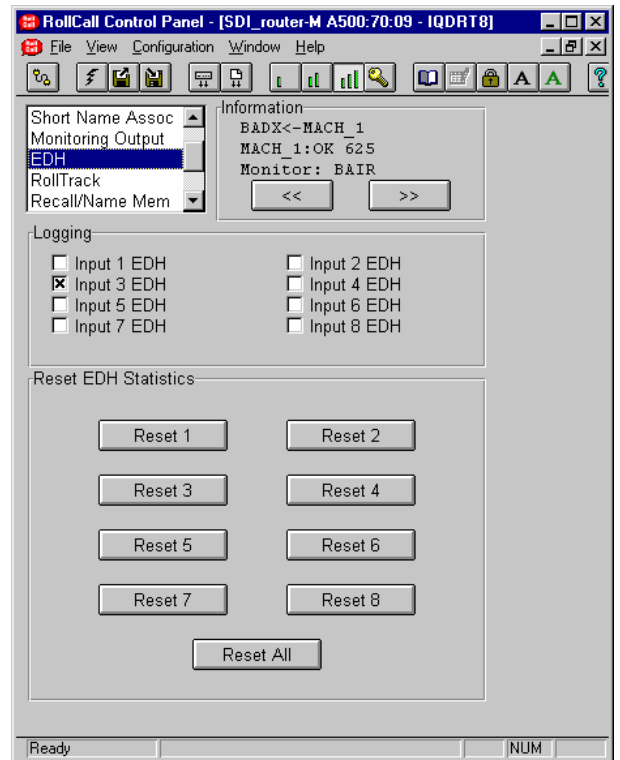 RollCall Control Panel - [SDI_router-M A500:70:09 - IQDRT8]
File View Configuration Window Help
A A ?
Short Name Assoc
Monitoring Output
EDH
RollTrack
Recall/Name Mem
Information
BADX<-MACH_1
MACH_1:OK 625
Monitor: BAIR
<< >>
Logging
Input 1 EDH Input 2 EDH
Input 3 EDH Input 4 EDH
Input 5 EDH Input 6 EDH
Input 7 EDH Input 8 EDH
Reset EDH Statistics
Reset 1 Reset 2
Reset 3 Reset 4
Reset 5 Reset 6
Reset 7 Reset 8
Reset All
Ready NUM